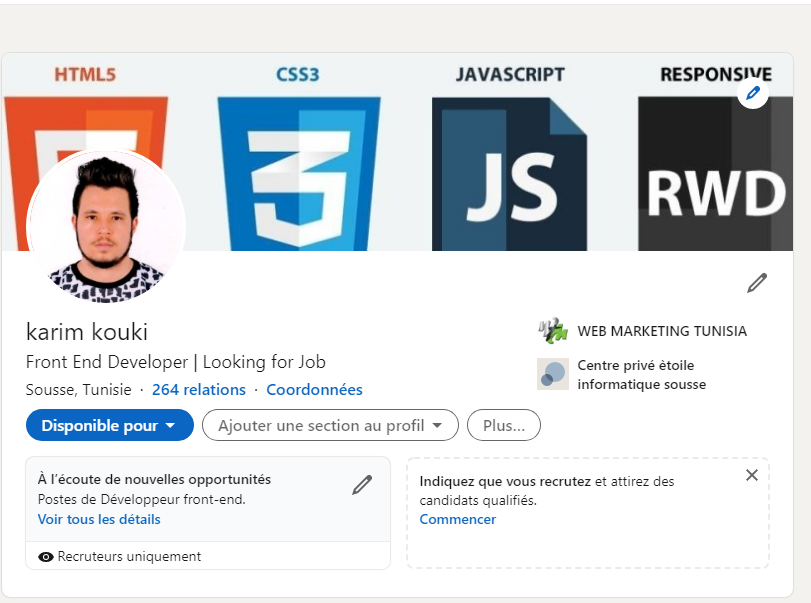 HTML5 CSS3 JAVASCRIPT RESPONSIVE
3 JS RWD
karim kouki
Front End Developer | Looking for Job
Sousse, Tunisie · 264 relations · Coordonnées
WEB MARKETING TUNISIA
Centre privé ètoile
informatique sousse
Disponible pour
Ajouter une section au profil
Plus...
À l'écoute de nouvelles opportunités
Postes de Développeur front-end.
Voir tous les détails
Recruteurs uniquement
Indiquez que vous recrutez et attirez des
candidats qualifiés.
Commencer